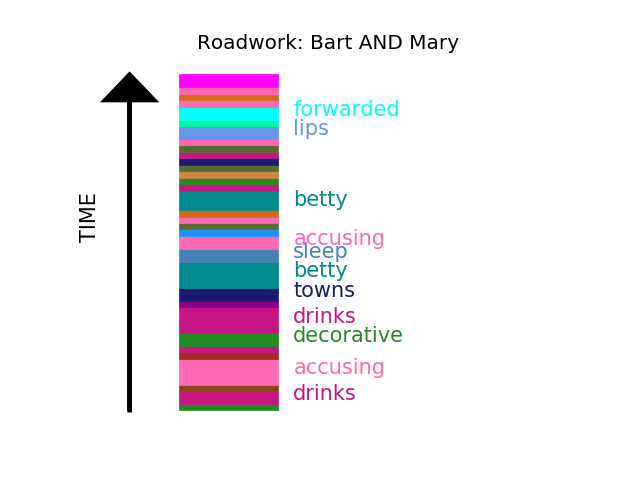 Roadwork: Bart AND Mary
forwarded
lips
betty
accusing
sleep
betty
towns
drinks
decorative
accusing
drinks
TIME